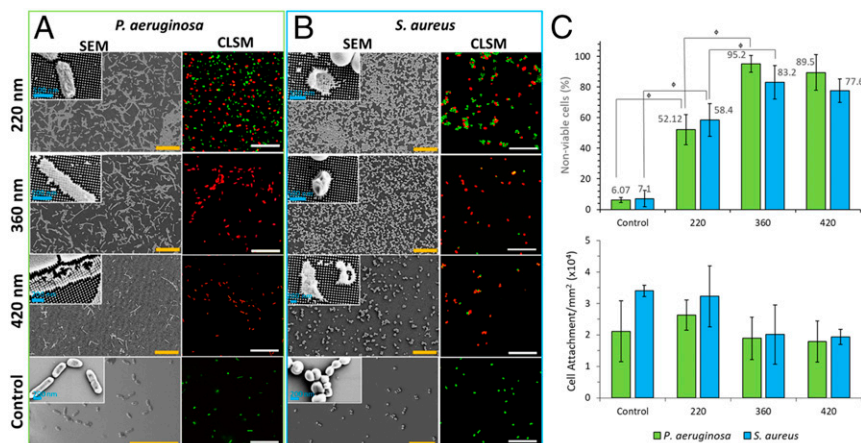 A
P. aeruginosa
SEM
CLSM
B
S. aureus
SEM
CLSM
C
220 nm
360 nm
420 nm
Control
Non-viable cells (%)
100
80
60
40
20
0
ɸ
ɸ
ɸ
ɸ
6.07
7.1
52.12
58.4
95.2
83.2
89.5
77.6
Control
220
360
420
Cell Attachment/mm² (x10⁴)
5
4
3
2
1
0
Control
220
360
420
P. aeruginosa
S. aureus